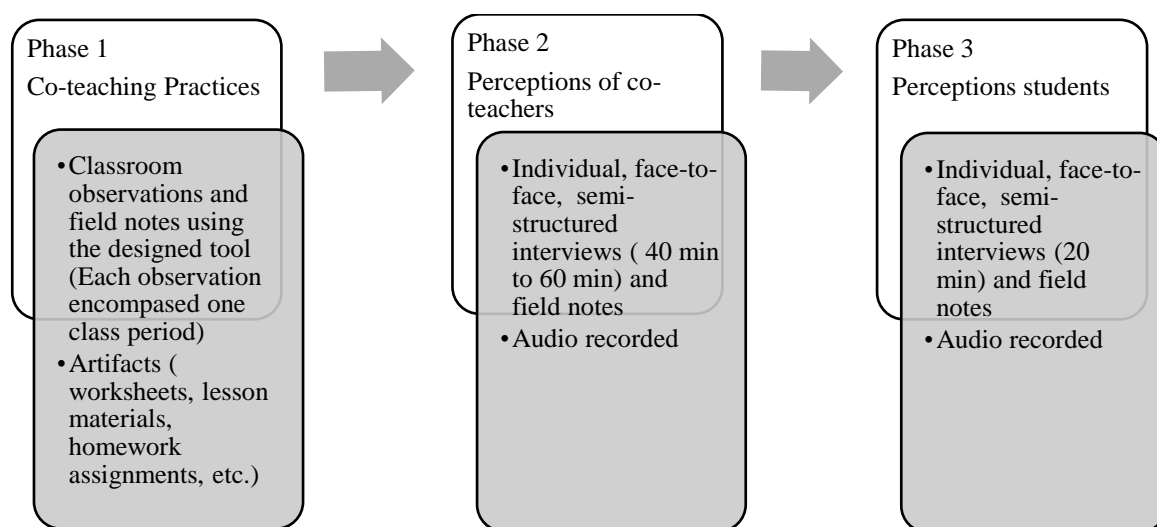 Phase 1
Co-teaching Practices
•Classroom
observations and
field notes using
the designed tool
(Each observation
encompased one
class period)
•Artifacts (
worksheets, lesson
materials,
homework
assignments, etc.)
Phase 2
Perceptions of co-
teachers
•Individual, face-to-
face,  semi-
structured
interviews ( 40 min
to 60 min) and
field notes
•Audio recorded
Phase 3
Perceptions students
•Individual, face-to-
face,  semi-
structured
interviews (20
min) and field
notes
•Audio recorded